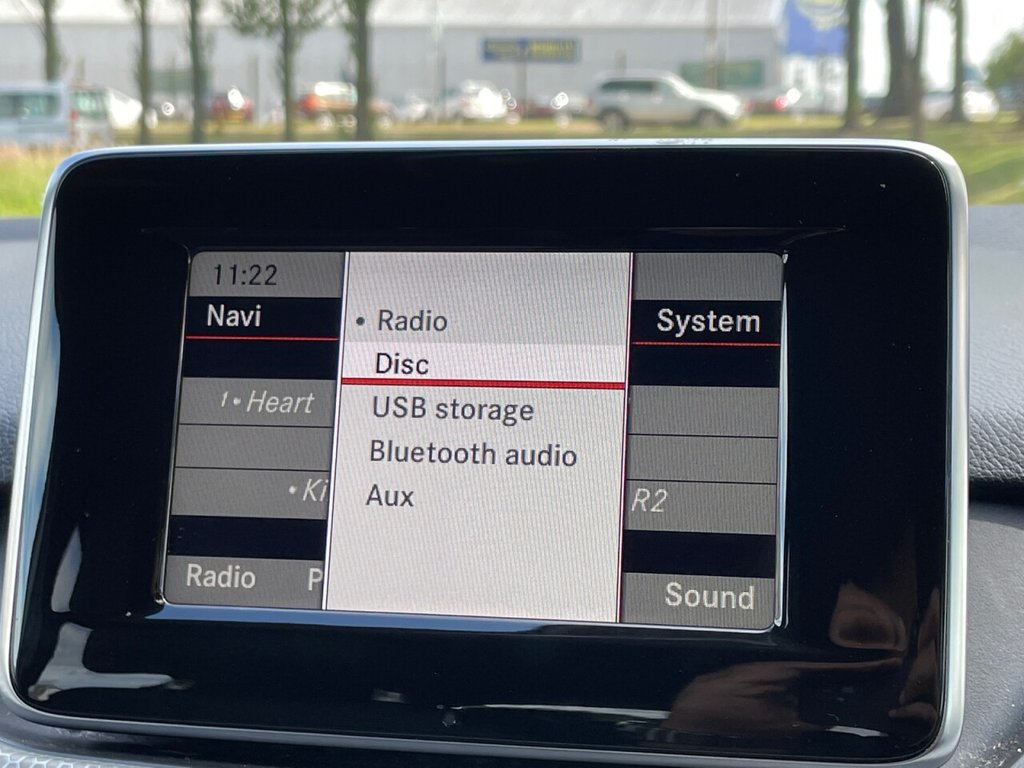 11:22
Navi
System
• Radio
Disc
USB storage
Bluetooth audio
Aux
1 • Heart
• Ki
R2
Radio
P
Sound